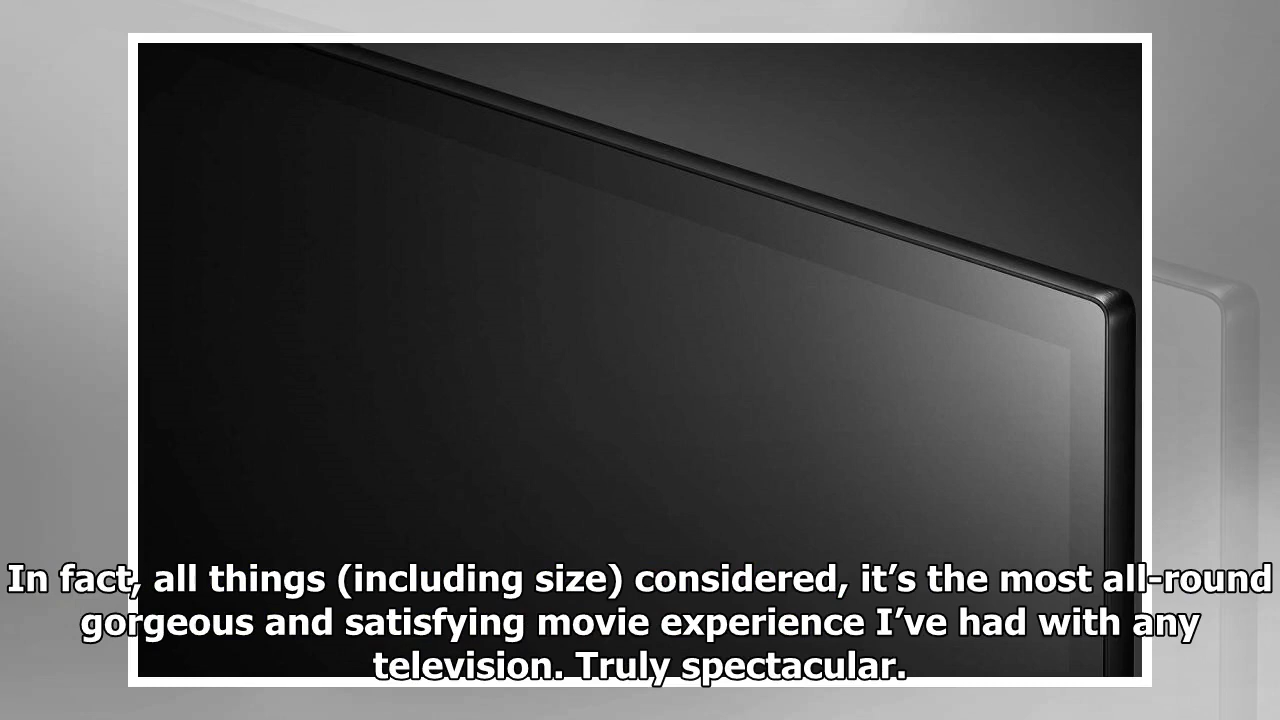 In fact, all things (including size) considered, it’s the most all-round
gorgeous and satisfying movie experience I’ve had with any
television. Truly spectacular.